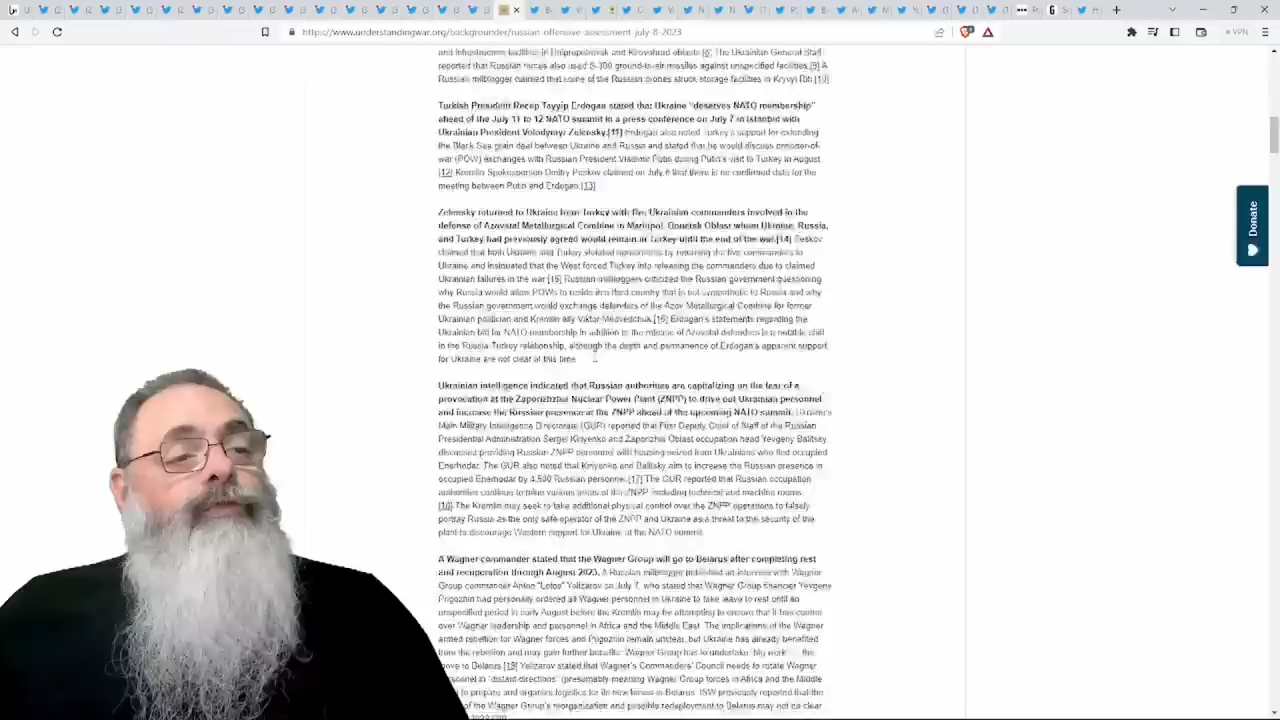 https://www.understandingwar.org/backgrounder/russian-offensive-assessment-july-8-2023
VPN
and infrastructure facilities in Dnipropetrovsk and Kirovohrad oblasts. The Ukrainian General Staff
reported that Russian forces also used S-300 ground-to-air missiles against unspecified facilities.[9] A
Russian milblogger claimed that some of the Russian drones struck storage facilities in Kryvyi Rih.[10]
Turkish President Recep Tayyip Erdogan stated that Ukraine “deserves NATO membership”
ahead of the July 11 to 12 NATO summit in a press conference on July 7 in Istanbul with
Ukrainian President Volodymyr Zelensky.[11] Erdogan also noted Turkey's support for extending
the Black Sea grain deal between Ukraine and Russia and stated that he would discuss prisoner-of-
war (POW) exchanges with Russian President Vladimir Putin during Putin's visit to Turkey in August.
[12] Kremlin Spokesperson Dmitry Peskov claimed on July that there is no confirmed date for the
meeting between Putin and Erdogan.[13]
Zelensky returned to Ukraine from Turkey with five Ukrainian commanders involved in the
defense of Azovstal Metallurgical Combine in Mariupol, Donetsk Oblast whom Ukraine, Russia,
and Turkey had previously agreed would remain in Turkey until the end of the war.[14] Peskov
claimed that both Ukraine and Turkey violated agreements by returning the five commanders to
Ukraine and insinuated that the West forced Turkey into releasing the commanders due to claimed
Ukrainian failures in the war.[15] Russian milbloggers criticized the Russian government questioning
why Russia would allow POWs to reside in a third country that is not sympathetic to Russia and why
the Russian government would exchange defenders of the Azov Metallurgical Combine for former
Ukrainian politician and Kremlin ally Viktor Medvedchuk.[16] Erdogan's statements regarding the
Ukrainian bid for NATO membership in addition to the release of Azovstal defenders is a notable shift
in the Russia Turkey relationship, although the depth and permanence of Erdogan's apparent support
for Ukraine are not clear at this time.
Ukrainian intelligence indicated that Russian authorities are capitalizing on the fear of a
provocation at the Zaporizhzhia Nuclear Power Plant (ZNPP) to drive out Ukrainian personnel
and increase the Russian presence at the ZNPP ahead of the upcoming NATO summit. Ukraine's
Main Military Intelligence Directorate (GUR) reported that First Deputy Chief of Staff of the Russian
Presidential Administration Sergei Kiriyenko and Zaporizhia Oblast occupation head Yevgeny Balitsky
discussed providing Russian ZNPP personnel with housing seized from Ukrainians who fled occupied
Enerhodar. The GUR also noted that Kiriyenko and Balitsky aim to increase the Russian presence in
occupied Enerhodar by 4,500 Russian personnel.[17] The GUR reported that Russian occupation
authorities continue to mine various areas of the ZNPP including technical and machine rooms.
[18] The Kremlin may seek to take additional physical control over the ZNPP operations to falsely
portray Russia as the only safe operator of the ZNPP and Ukraine as a threat to the security of the
plant to discourage Western support for Ukraine at the NATO summit.
A Wagner commander stated that the Wagner Group will go to Belarus after completing rest
and recuperation through August 2023. A Russian milblogger published an interview with Wagner
Group commander Anton “Lotos” Yelizarov on July 7, who stated that Wagner Group financier Yevgeny
Prigozhin had personally ordered all Wagner personnel in Ukraine to take leave to rest until an
unspecified period in early August before the Kremlin may be attempting to ensure that it has control
over Wagner leadership and personnel in Africa and the Middle East. The implications of the Wagner
armed rebellion for Wagner forces and Prigozhin remain unclear, but Ukraine has already benefited
from the rebellion and may gain further benefits. Wagner Group has to undertake “big work” the
move to Belarus.[19] Yelizarov stated that Wagner's Commanders' Council needs to rotate Wagner
personnel in “distant directions” (presumably meaning Wagner Group forces in Africa and the Middle
to prepare and organize logistics for its new forces in Belarus. ISW previously reported that the
of the Wagner Group's reorganization and possible redeployment to Belarus may not be clear
Donate